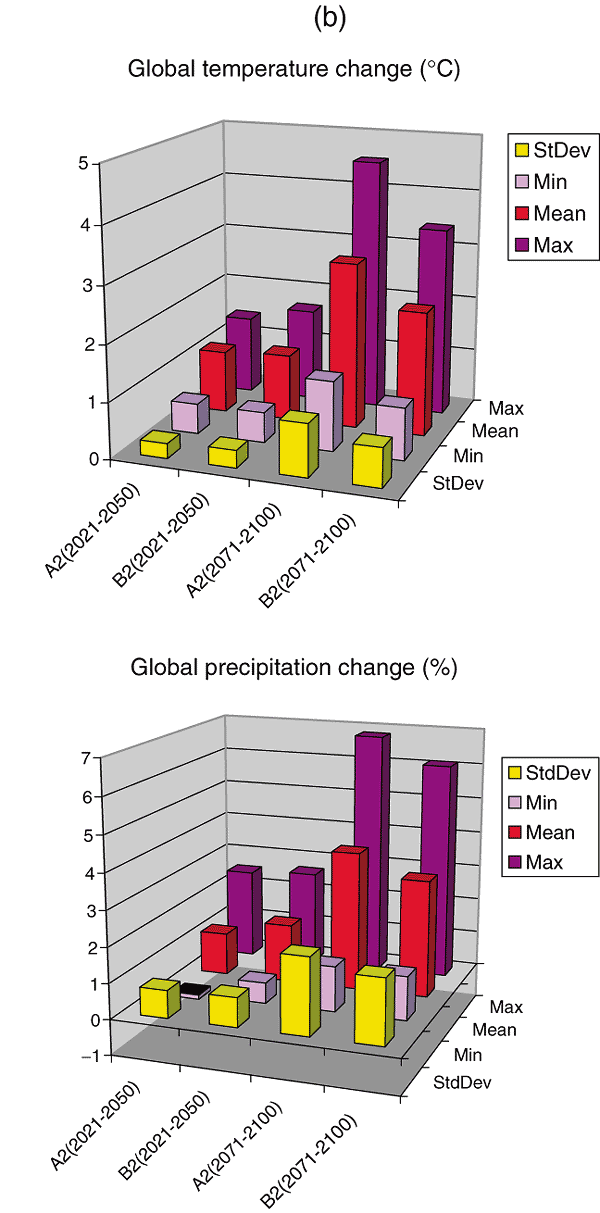 (b)
Global temperature change (°C)
5
4
3
2
1
0
StDev
Min
Mean
Max
Max
Mean
Min
StDev
A2(2021-2050)
B2(2021-2050)
A2(2071-2100)
B2(2071-2100)
Global precipitation change (%)
7
6
5
4
3
2
1
0
−1
StdDev
Min
Mean
Max
Max
Mean
Min
StdDev
A2(2021-2050)
B2(2021-2050)
A2(2071-2100)
B2(2071-2100)